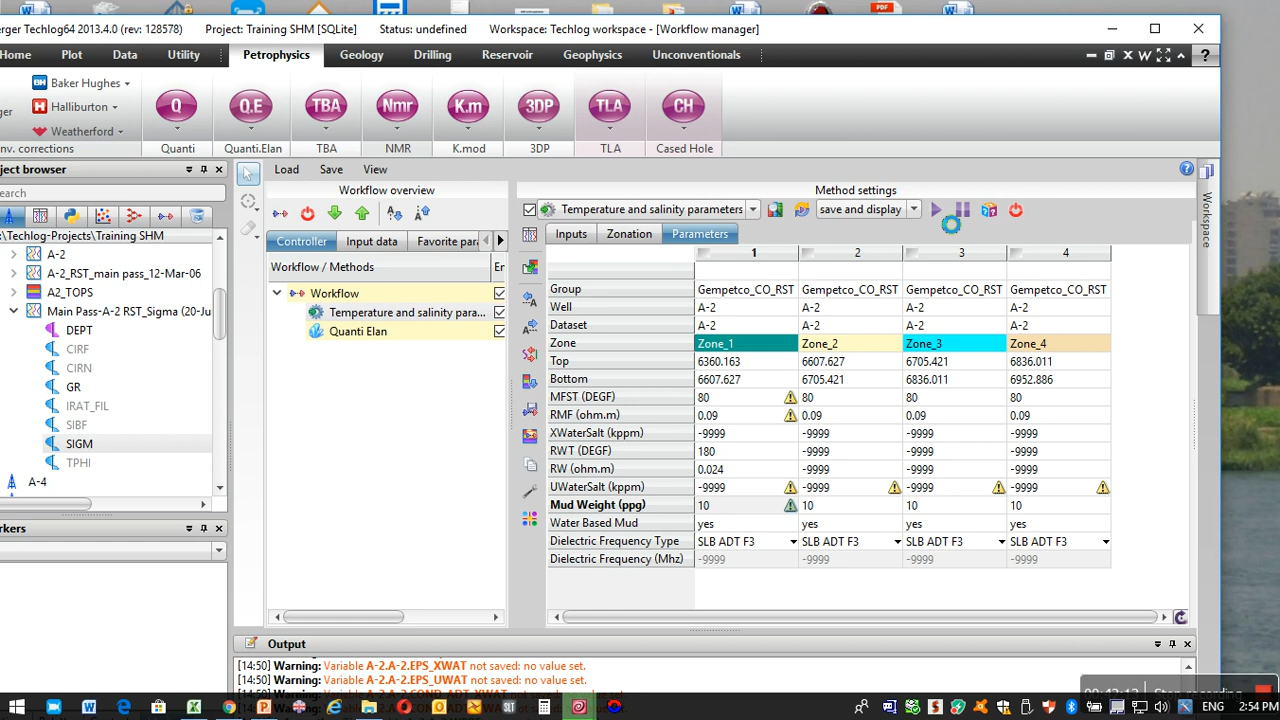 erger Techlog64 2013.4.0 (rev: 128578) Project: Training SHM [SQLite] Status: undefined Workspace: Techlog workspace - [Workflow manager]
Home Plot Data Utility Petrophysics Geology Drilling Reservoir Geophysics Unconventionals
BH Baker Hughes
H Halliburton
Weatherford
ger
nv. corrections
Q Q.E TBA Nmr K.m 3DP TLA CH
Quanti Quanti.Elan TBA NMR K.mod 3DP TLA Cased Hole
ject browser
earch
:\Techlog-Projects\Training SHM
A-2
A-2_RST_main pass_12-Mar-06
A2_TOPS
Main Pass-A-2 RST_Sigma (20-Ju
DEPT
CIRF
CIRN
GR
IRAT_FIL
SIBF
SIGM
TPHI
A-4
rkers
Load Save View
Workflow overview
Controller Input data Favorite para
Workflow / Methods Er
Workflow
Temperature and salinity para...
Quanti Elan
Method settings
Temperature and salinity parameters save and display
Inputs Zonation Parameters
1 2 3 4
Group Gempetco_CO_RST Gempetco_CO_RST Gempetco_CO_RST Gempetco_CO_RST
Well A-2 A-2 A-2 A-2
Dataset A-2 A-2 A-2 A-2
Zone Zone_1 Zone_2 Zone_3 Zone_4
Top 6360.163 6607.627 6705.421 6836.011
Bottom 6607.627 6705.421 6836.011 6952.886
MFST (DEGF) 80 80 80 80
RMF (ohm.m) 0.09 0.09 0.09 0.09
XWaterSalt (kppm) -9999 -9999 -9999 -9999
RWT (DEGF) 180 -9999 -9999 -9999
RW (ohm.m) 0.024 -9999 -9999 -9999
UWaterSalt (kppm) -9999 -9999 -9999 -9999
Mud Weight (ppg) 10 10 10 10
Water Based Mud yes yes yes yes
Dielectric Frequency Type SLB ADT F3 SLB ADT F3 SLB ADT F3 SLB ADT F3
Dielectric Frequency (Mhz) -9999 -9999 -9999 -9999
Workspace
Output
[14:50] Warning: Variable A-2.A-2.EPS_XWAT not saved: no value set.
[14:50] Warning: Variable A-2.A-2.EPS_UWAT not saved: no value set.
Stop recording
ENG 2:54 PM